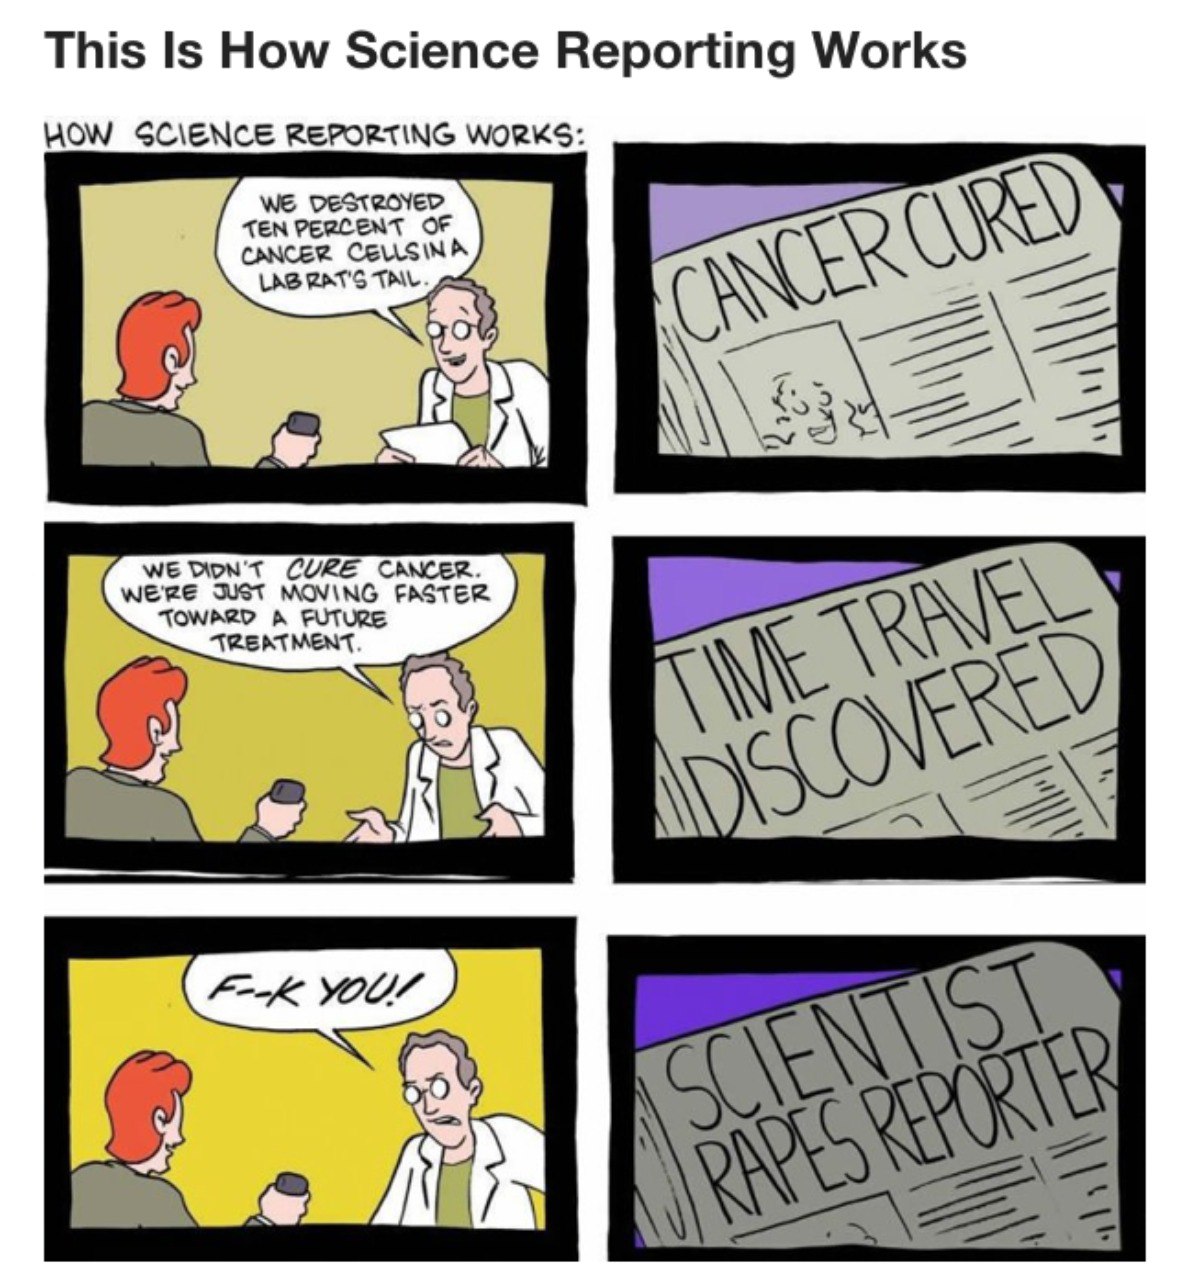 This Is How Science Reporting Works
HOW SCIENCE REPORTING WORKS:
WE DESTROYED
TEN PERCENT OF
CANCER CELLS IN A
LAB RAT'S TAIL.
CANCER CURED
WE DIDN'T CURE CANCER.
WE'RE JUST MOVING FASTER
TOWARD A FUTURE
TREATMENT.
TIME TRAVEL
DISCOVERED
F--K YOU!
SCIENTIST
RAPES REPORTER